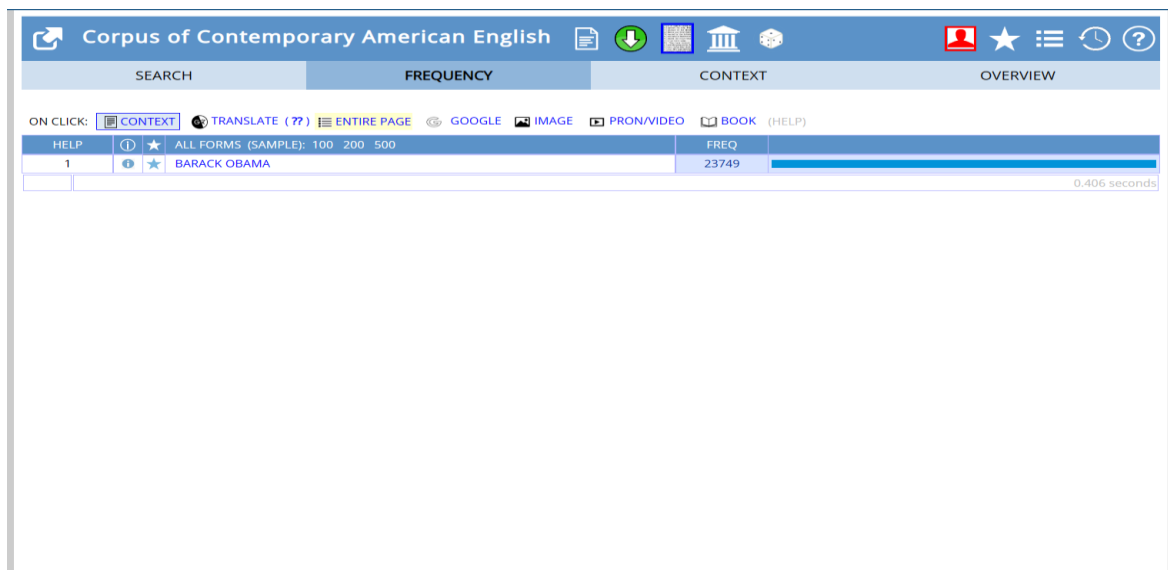 Corpus of Contemporary American English
SEARCH FREQUENCY CONTEXT OVERVIEW
ON CLICK: CONTEXT TRANSLATE (??) ENTIRE PAGE GOOGLE IMAGE PRON/VIDEO BOOK (HELP)
HELP ALL FORMS (SAMPLE): 100 200 500 FREQ
1 BARACK OBAMA 23749
0.406 seconds